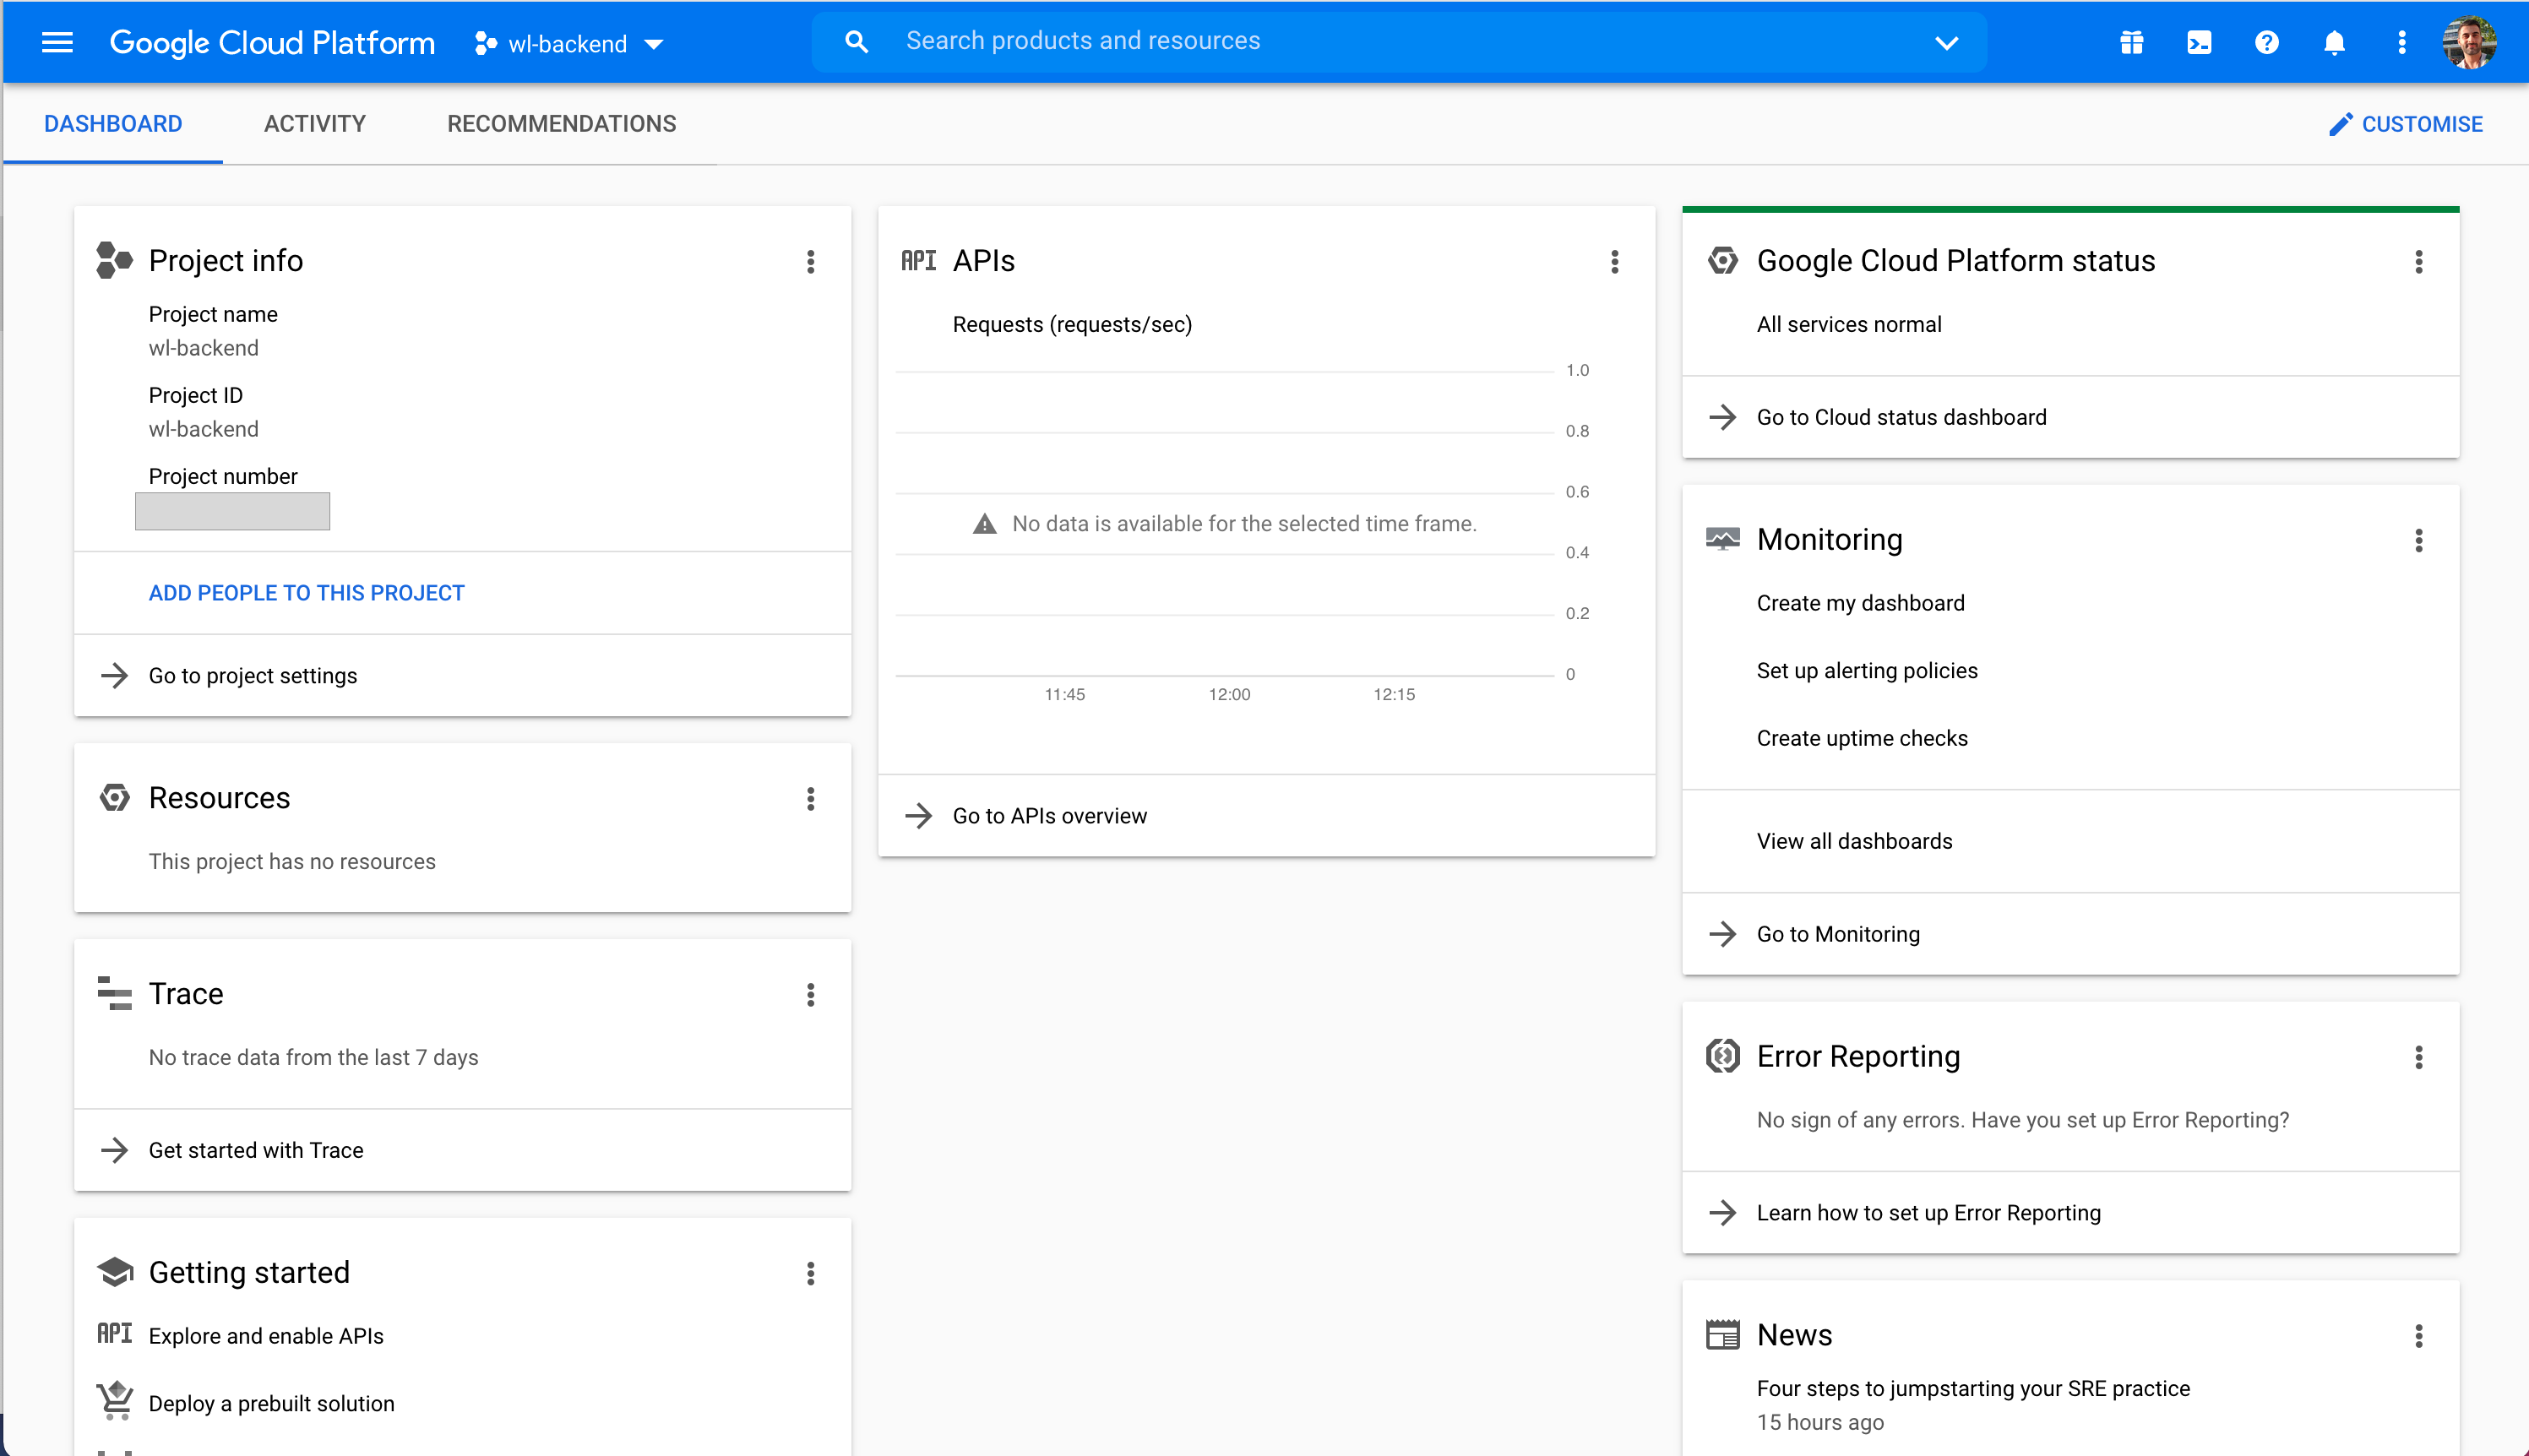 Google Cloud Platform
wl-backend
Search products and resources
DASHBOARD
ACTIVITY
RECOMMENDATIONS
CUSTOMISE
Project info
Project name
wl-backend
Project ID
wl-backend
Project number
ADD PEOPLE TO THIS PROJECT
Go to project settings
Resources
This project has no resources
Trace
No trace data from the last 7 days
Get started with Trace
Getting started
API Explore and enable APIs
Deploy a prebuilt solution
API APIs
Requests (requests/sec)
1.0
0.8
0.6
No data is available for the selected time frame.
0.4
0.2
0
11:45 12:00 12:15
Go to APIs overview
Google Cloud Platform status
All services normal
Go to Cloud status dashboard
Monitoring
Create my dashboard
Set up alerting policies
Create uptime checks
View all dashboards
Go to Monitoring
Error Reporting
No sign of any errors. Have you set up Error Reporting?
Learn how to set up Error Reporting
News
Four steps to jumpstarting your SRE practice
15 hours ago